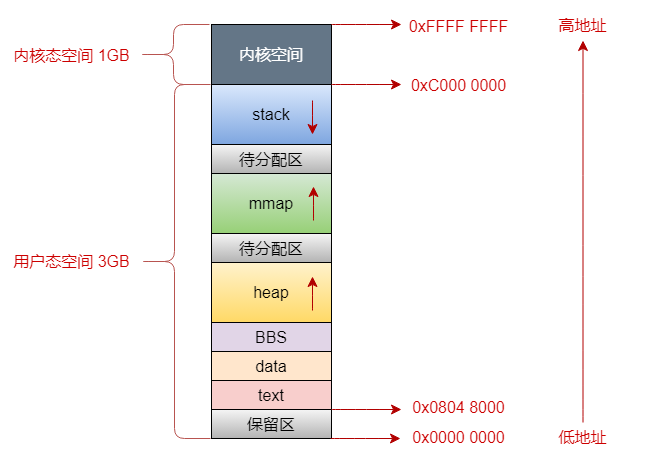 0xFFFF FFFF
高地址
内核态空间 1GB
内核空间
0xC000 0000
stack
待分配区
mmap
待分配区
用户态空间 3GB
heap
BBS
data
text
0x0804 8000
保留区
0x0000 0000
低地址